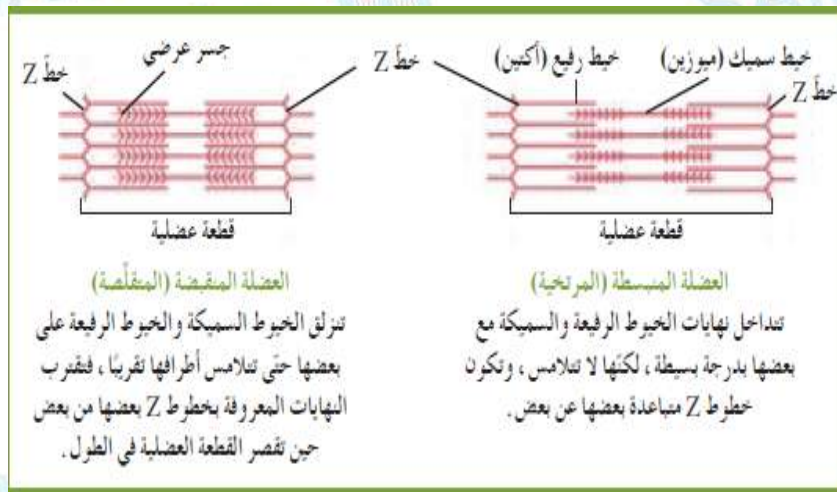 خيط سميك (ميوزين)
خيط رفيع (أكتين)
خطّ Z
خطّ Z
قطعة عضلية
العضلة المنبسطة (المرتخية)
تتداخل نهايات الخيوط الرفيعة والسميكة مع
بعضها بدرجة بسيطة ، لكنّها لا تتلامس ، وتكون
خطوط Z متباعدة بعضها عن بعض .
جسر عرضي
خطّ Z
قطعة عضلية
العضلة المنقبضة (المتقلّصة)
تنزلق الخيوط السميكة والخيوط الرفيعة على
بعضها حتّى تتلامس أطرافها تقريبًا ، فتقترب
النهايات المعروفة بخطوط Z بعضها من بعض
حين تقصر القطعة العضلية في الطول .